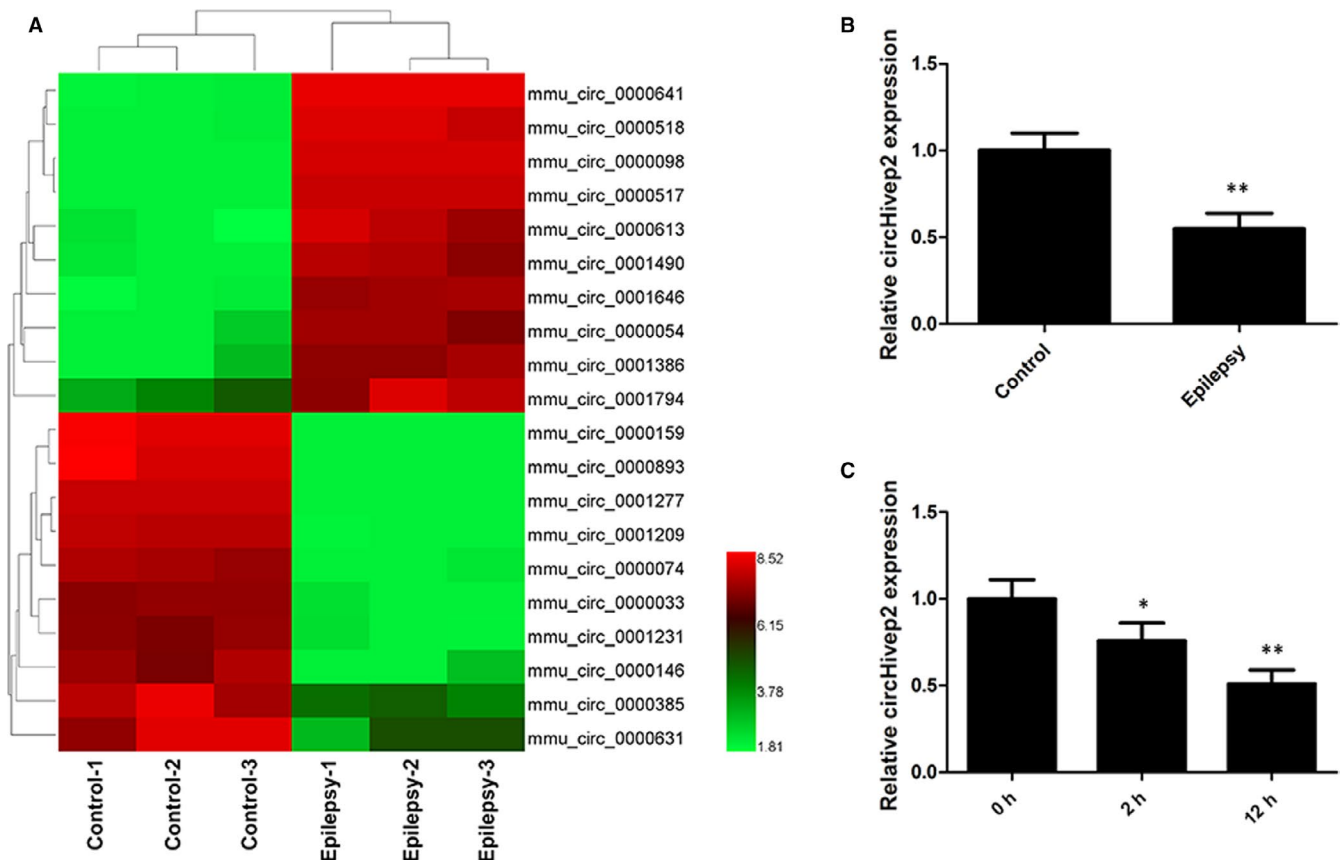 A
mmu_circ_0000641
mmu_circ_0000518
mmu_circ_0000098
mmu_circ_0000517
mmu_circ_0000613
mmu_circ_0001490
mmu_circ_0001646
mmu_circ_0000054
mmu_circ_0001386
mmu_circ_0001794
mmu_circ_0000159
mmu_circ_0000893
mmu_circ_0001277
mmu_circ_0001209
mmu_circ_0000074
mmu_circ_0000033
mmu_circ_0001231
mmu_circ_0000146
mmu_circ_0000385
mmu_circ_0000631
Control-1
Control-2
Control-3
Epilepsy-1
Epilepsy-2
Epilepsy-3
8.52
6.15
3.78
1.81
B
Relative circHivep2 expression
1.5
1.0
0.5
0.0
**
Control
Epilepsy
C
Relative circHivep2 expression
1.5
1.0
0.5
0.0
*
**
0 h
2 h
12 h